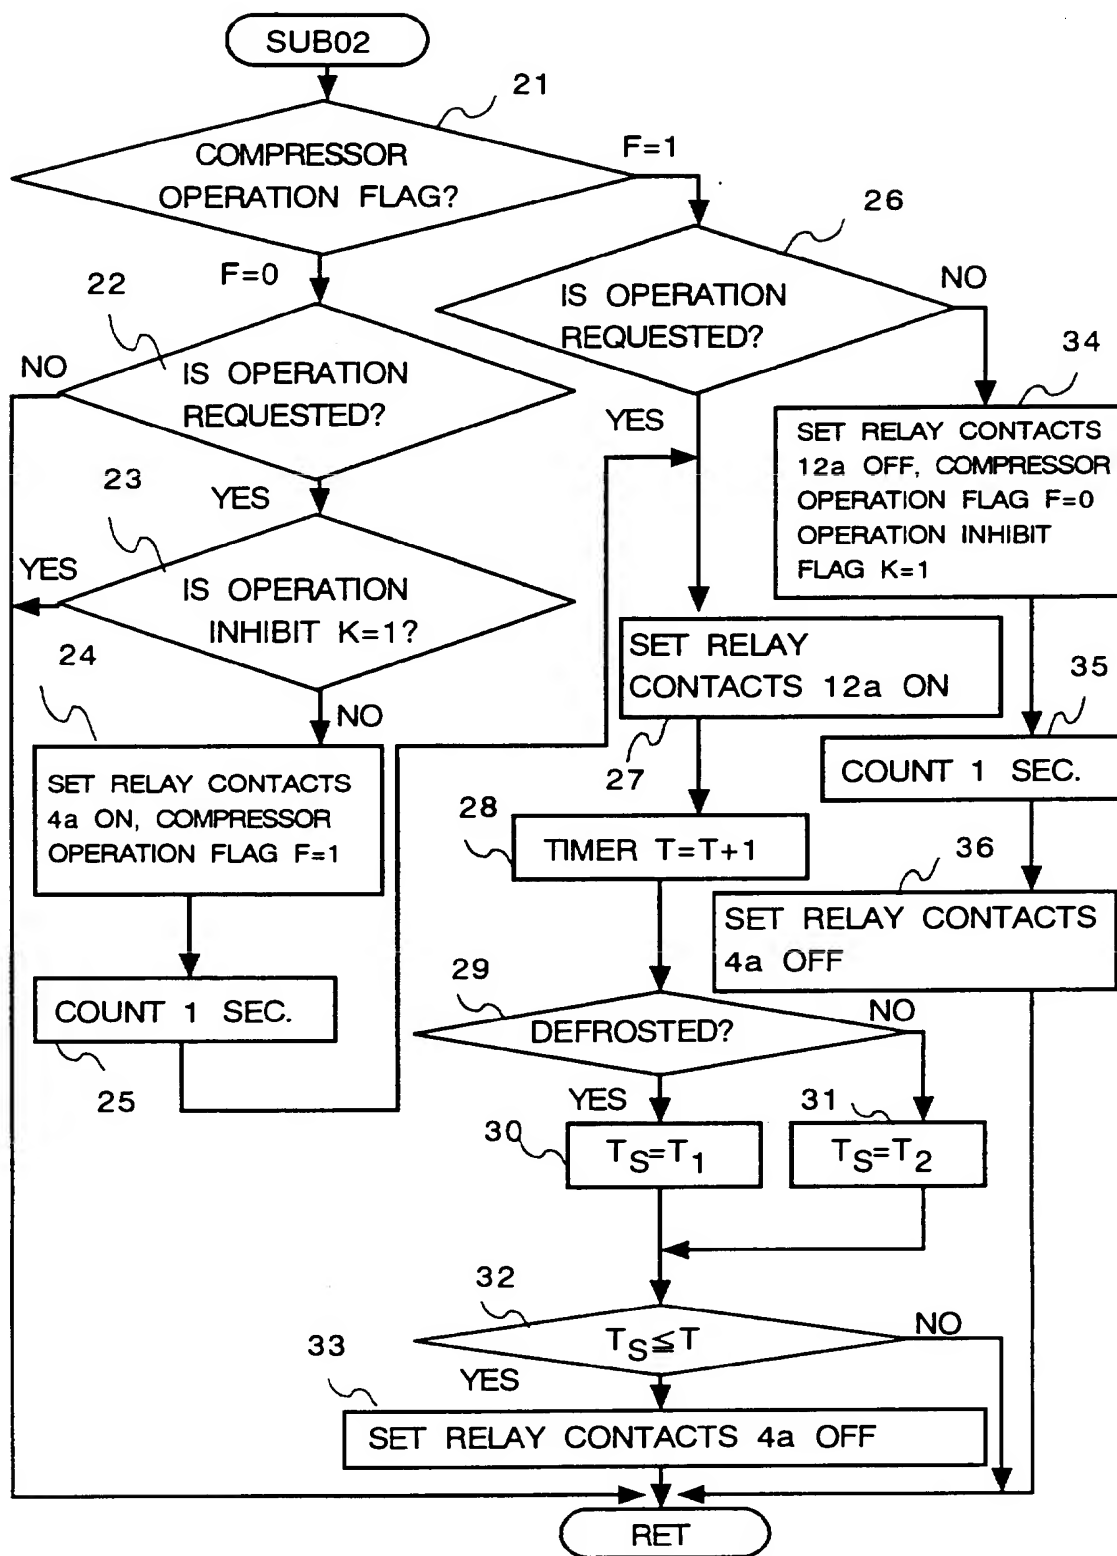 SUB02
21
COMPRESSOR
OPERATION FLAG?
F=1
F=0
22
NO
IS OPERATION
REQUESTED?
YES
23
YES
IS OPERATION
INHIBIT K=1?
NO
24
SET RELAY CONTACTS
4a ON, COMPRESSOR
OPERATION FLAG F=1
COUNT 1 SEC.
25
26
IS OPERATION
REQUESTED?
NO
YES
34
SET RELAY CONTACTS
12a OFF, COMPRESSOR
OPERATION FLAG F=0
OPERATION INHIBIT
FLAG K=1
SET RELAY
CONTACTS 12a ON
27
35
COUNT 1 SEC.
28
TIMER T=T+1
36
SET RELAY CONTACTS
4a OFF
29
DEFROSTED?
NO
YES
30
TS=T1
31
TS=T2
32
TS≦T
NO
YES
33
SET RELAY CONTACTS 4a OFF
RET